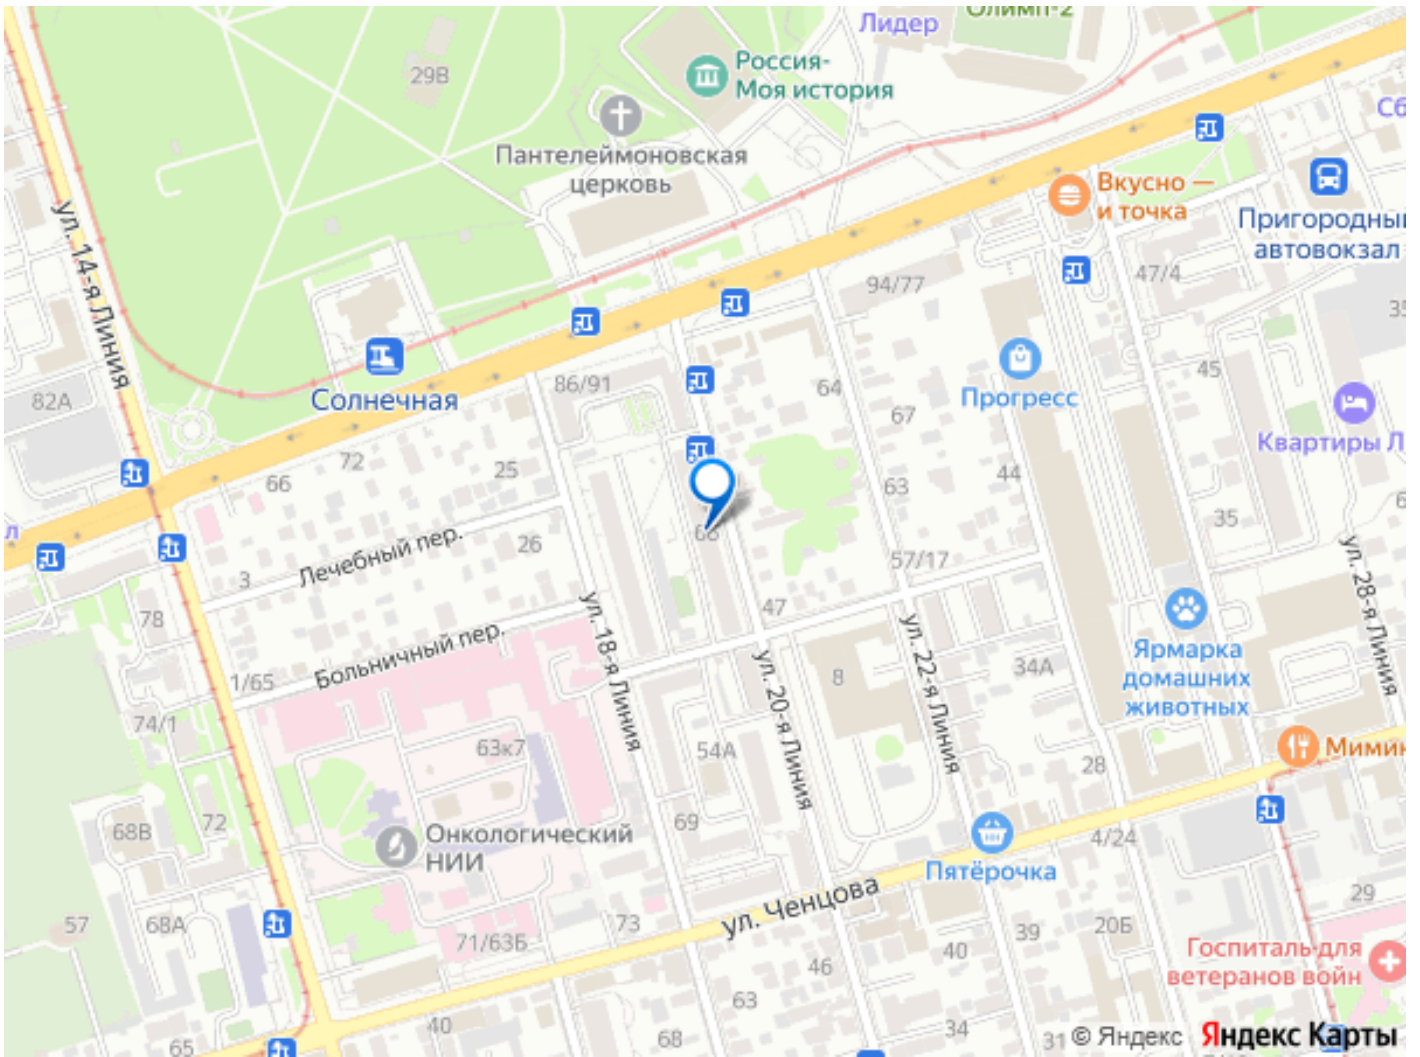 Олимп-2
Лидер
Россия-
Моя история
29В
Пантелеймоновская
церковь
Вкусно —
и точка
Пригородный
автовокзал
ул. 14-я Линия
94/77
47/4
82А
Солнечная
86/91
64
67
Прогресс
45
Квартиры Л
72
66
25
63
44
35
Лечебный пер.
26
68
57/17
ул. 28-я Линия
3
78
47
ул. 18-я Линия
Больничный пер.
1/65
ул. 22-я Линия
34А
Ярмарка
домашних
животных
8
74/1
ул. 20-я Линия
63к7
54А
28
Мимин
68В
72
69
Онкологический
НИИ
4/24
Пятёрочка
ул. Ченцова
57
68А
73
71/63Б
29
20Б
39
40
46
Госпиталь для
ветеранов войн
63
40
34
31
68
65
© Яндекс Яндекс Карты